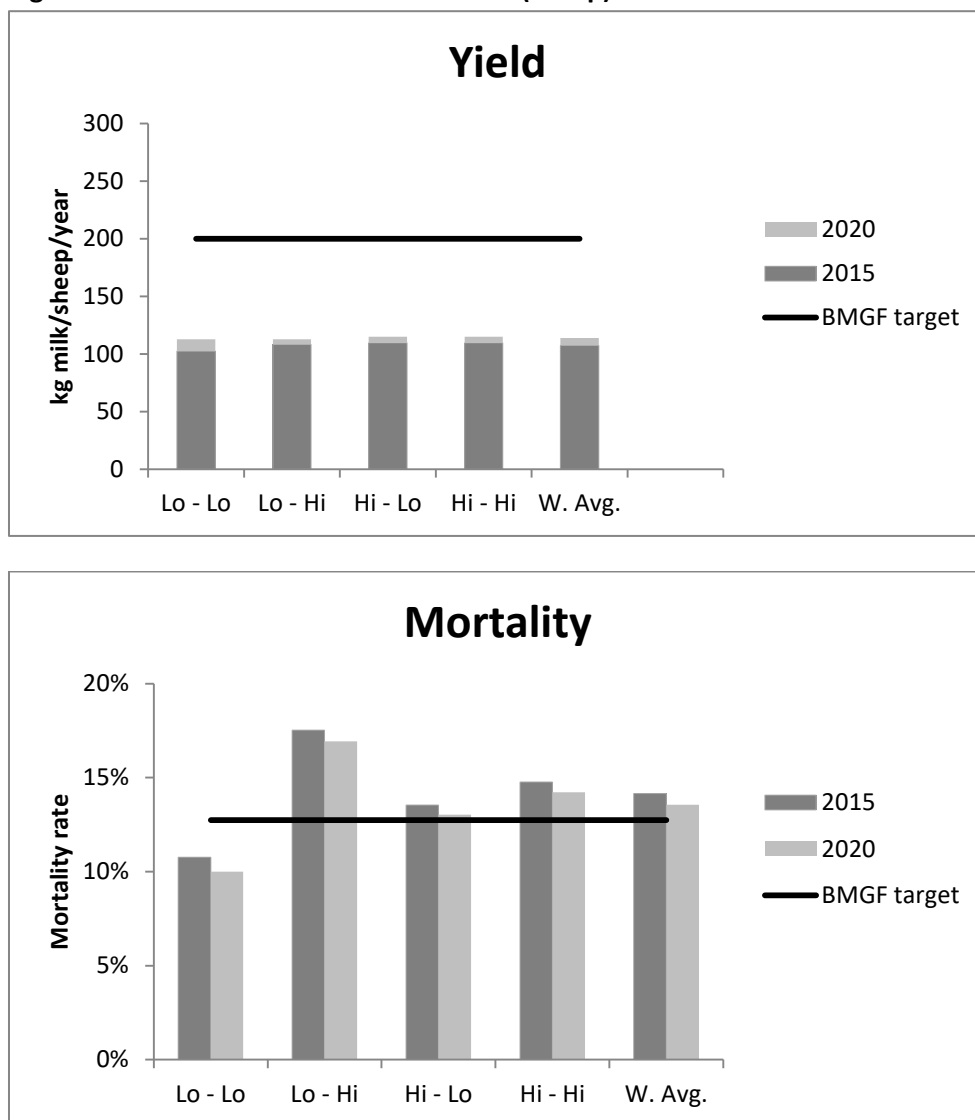 Yield
300
250
200
150
100
50
0
kg milk/sheep/year
Lo - Lo Lo - Hi Hi - Lo Hi - Hi W. Avg.
2020
2015
BMGF target
Mortality
20%
15%
10%
5%
0%
Mortality rate
Lo - Lo Lo - Hi Hi - Lo Hi - Hi W. Avg.
2015
2020
BMGF target